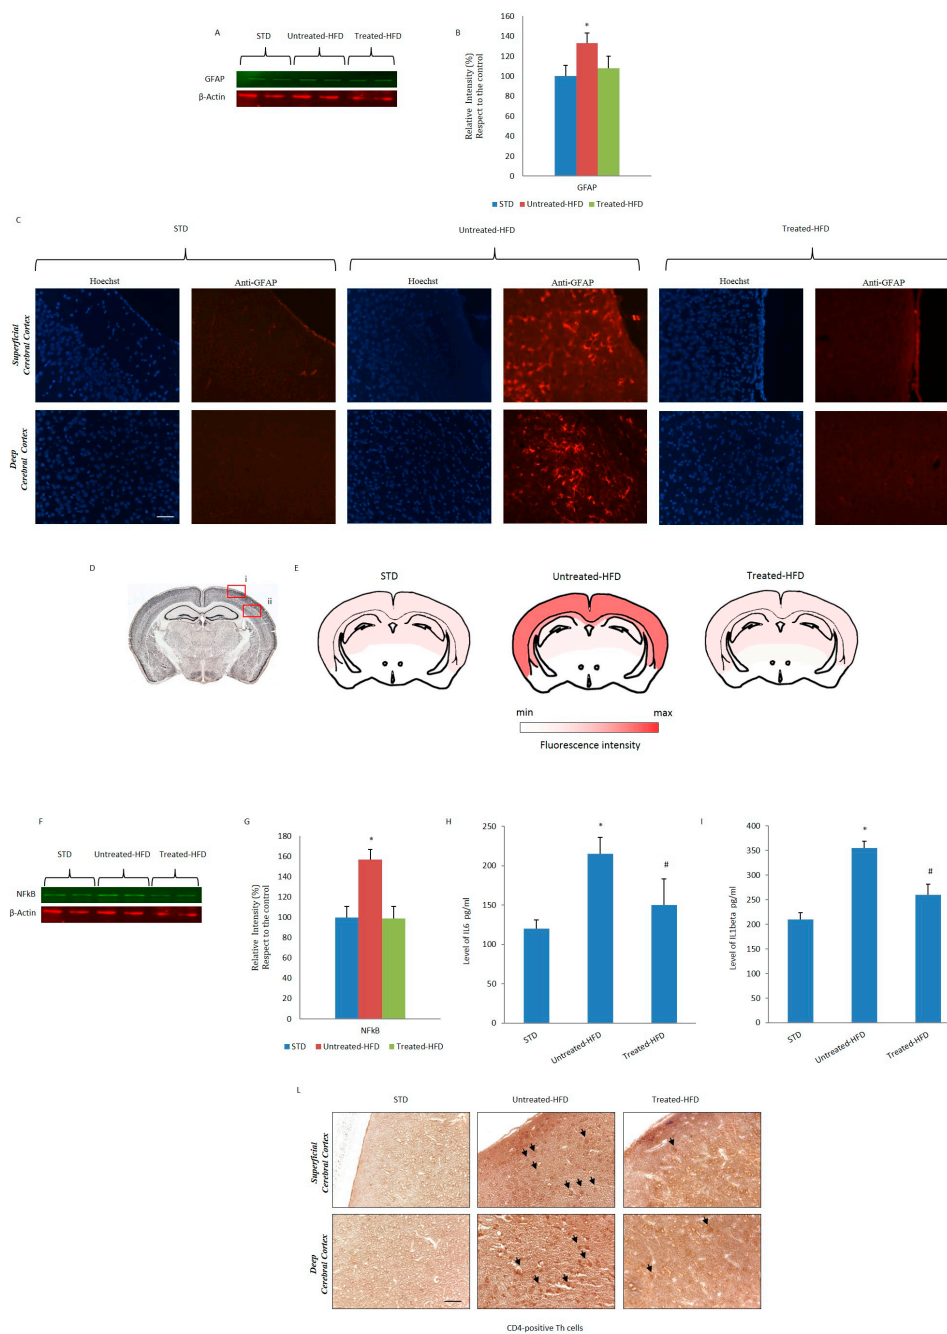 A
STD Untreated-HFD Treated-HFD
GFAP
β-Actin
B
Relative Intensity (%)
Respect to the control
160
140
120
100
80
60
40
20
0
*
GFAP
STD Untreated-HFD Treated-HFD
C
STD Untreated-HFD Treated-HFD
Hoechst Anti-GFAP Hoechst Anti-GFAP Hoechst Anti-GFAP
Superficial
Cerebral Cortex
Deep
Cerebral Cortex
D
i
ii
E
STD Untreated-HFD Treated-HFD
min max
Fluorescence intensity
F
STD Untreated-HFD Treated-HFD
NFkB
β-Actin
G
Relative Intensity (%)
Respect to the control
180
160
140
120
100
80
60
40
20
0
*
NFkB
STD Untreated-HFD Treated-HFD
H
Level of IL6 pg/ml
250
200
150
100
50
0
*
#
STD Untreated-HFD Treated-HFD
I
Level of IL1beta pg/ml
400
350
300
250
200
150
100
50
0
*
#
STD Untreated-HFD Treated-HFD
L
STD Untreated-HFD Treated-HFD
Superficial
Cerebral Cortex
Deep
Cerebral Cortex
CD4-positive Th cells